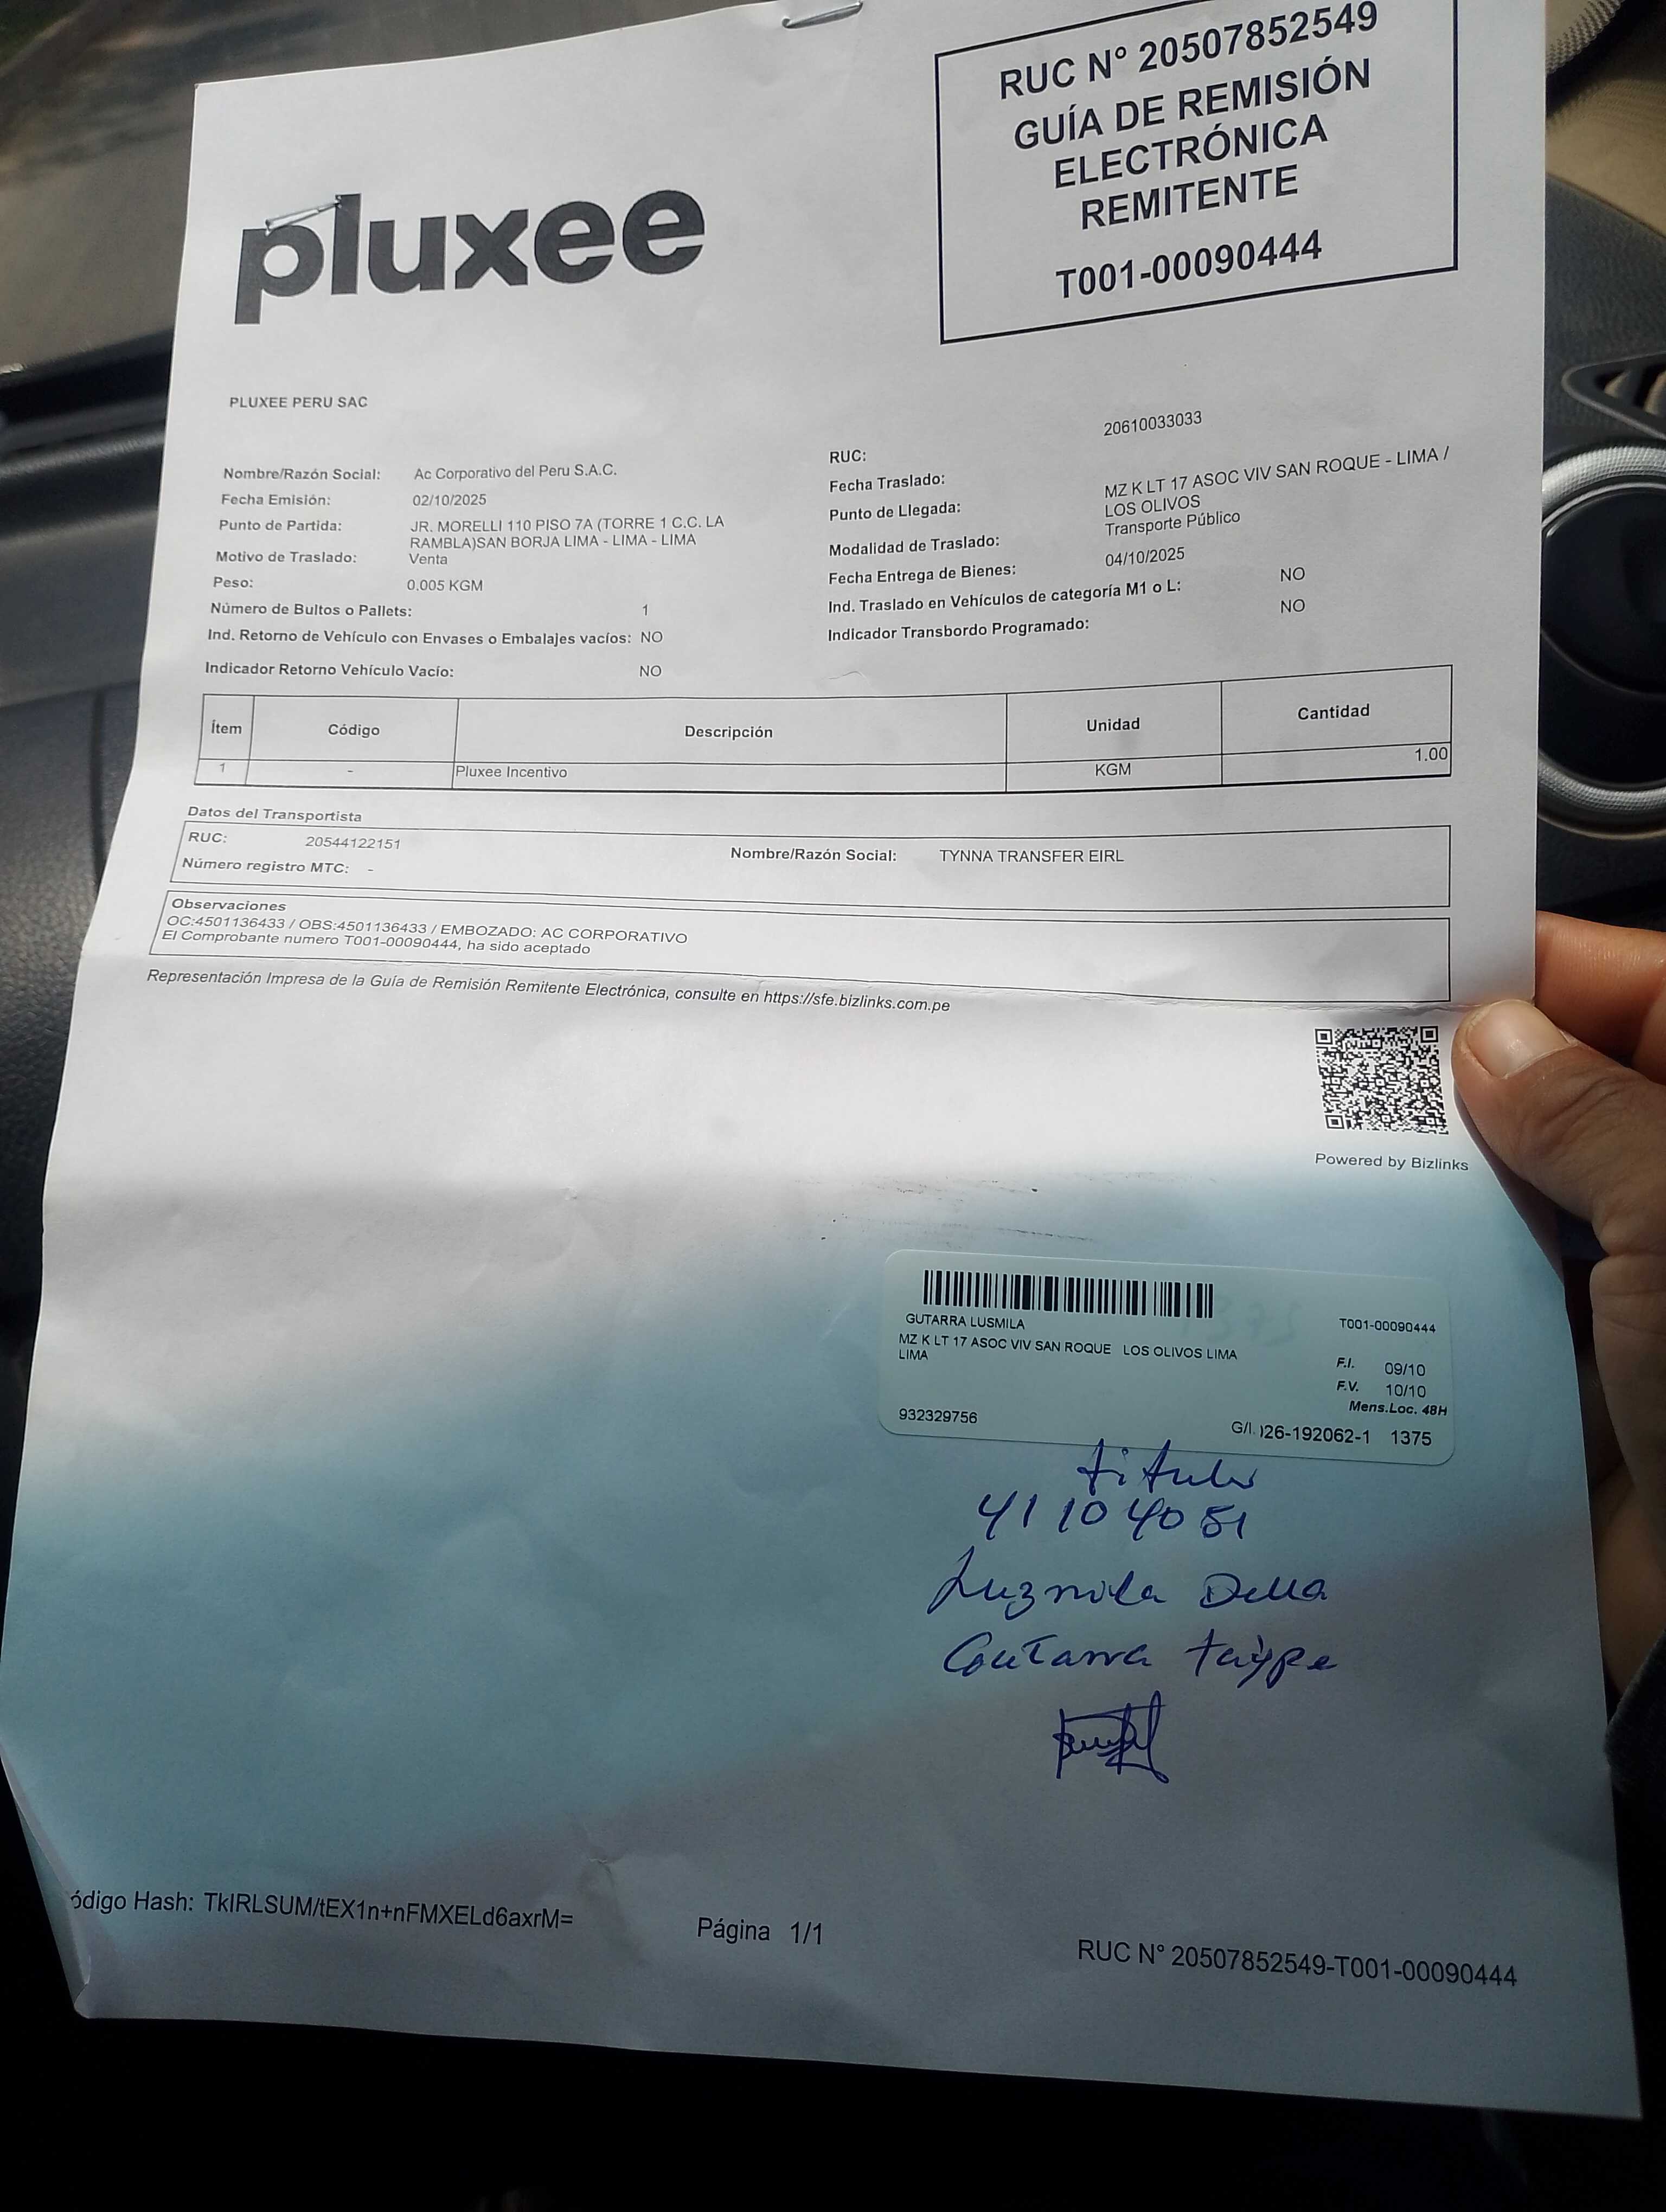 RUC N° 20507852549
GUÍA DE REMISIÓN
ELECTRÓNICA
REMITENTE
T001-00090444
pluxee
PLUXEE PERU SAC
Nombre/Razón Social: Ac Corporativo del Peru S.A.C.
Fecha Emisión: 02/10/2025
Punto de Partida: JR. MORELLI 110 PISO 7A (TORRE 1 C.C. LA
RAMBLA)SAN BORJA LIMA - LIMA - LIMA
Motivo de Traslado: Venta
Peso: 0.005 KGM
Número de Bultos o Pallets: 1
Ind. Retorno de Vehículo con Envases o Embalajes vacíos: NO
Indicador Retorno Vehículo Vacío: NO
RUC: 20610033033
Fecha Traslado:
Punto de Llegada: MZ K LT 17 ASOC VIV SAN ROQUE - LIMA /
LOS OLIVOS
Modalidad de Traslado: Transporte Público
Fecha Entrega de Bienes: 04/10/2025
Ind. Traslado en Vehículos de categoría M1 o L: NO
Indicador Transbordo Programado: NO
Ítem Código Descripción Unidad Cantidad
1 - Pluxee Incentivo KGM 1.00
Datos del Transportista
RUC: 20544122151 Nombre/Razón Social: TYNNA TRANSFER EIRL
Número registro MTC: -
Observaciones
OC:4501136433 / OBS:4501136433 / EMBOZADO: AC CORPORATIVO
El Comprobante numero T001-00090444, ha sido aceptado
Representación Impresa de la Guía de Remisión Remitente Electrónica, consulte en https://sfe.bizlinks.com.pe
Powered by Bizlinks
GUTARRA LUSMILA T001-00090444
MZ K LT 17 ASOC VIV SAN ROQUE LOS OLIVOS LIMA
LIMA
F.I. 09/10
F.V. 10/10
Mens.Loc. 48H
932329756 G/I. 026-192062-1 1375
titular
41104051
Luzmila Delia
Gutarra taype
ódigo Hash: TkIRLSUM/tEX1n+nFMXELd6axrM=
Página 1/1
RUC N° 20507852549-T001-00090444